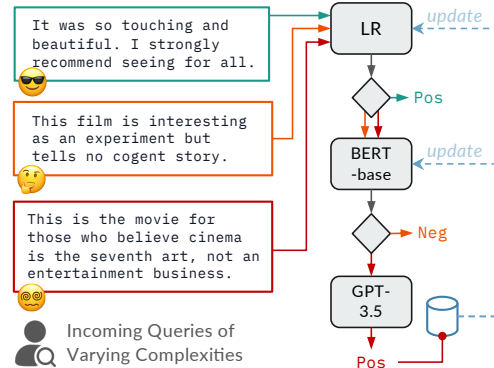 It was so touching and
beautiful. I strongly
recommend seeing for all.
This film is interesting
as an experiment but
tells no cogent story.
This is the movie for
those who believe cinema
is the seventh art, not an
entertainment business.
Incoming Queries of
Varying Complexities
LR
update
Pos
BERT
-base
update
Neg
GPT-
3.5
Pos